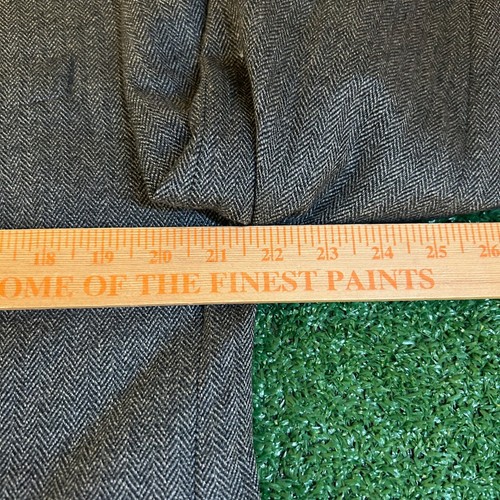 18 19 20 21 22 23 24 25 26
OME OF THE FINEST PAINTS